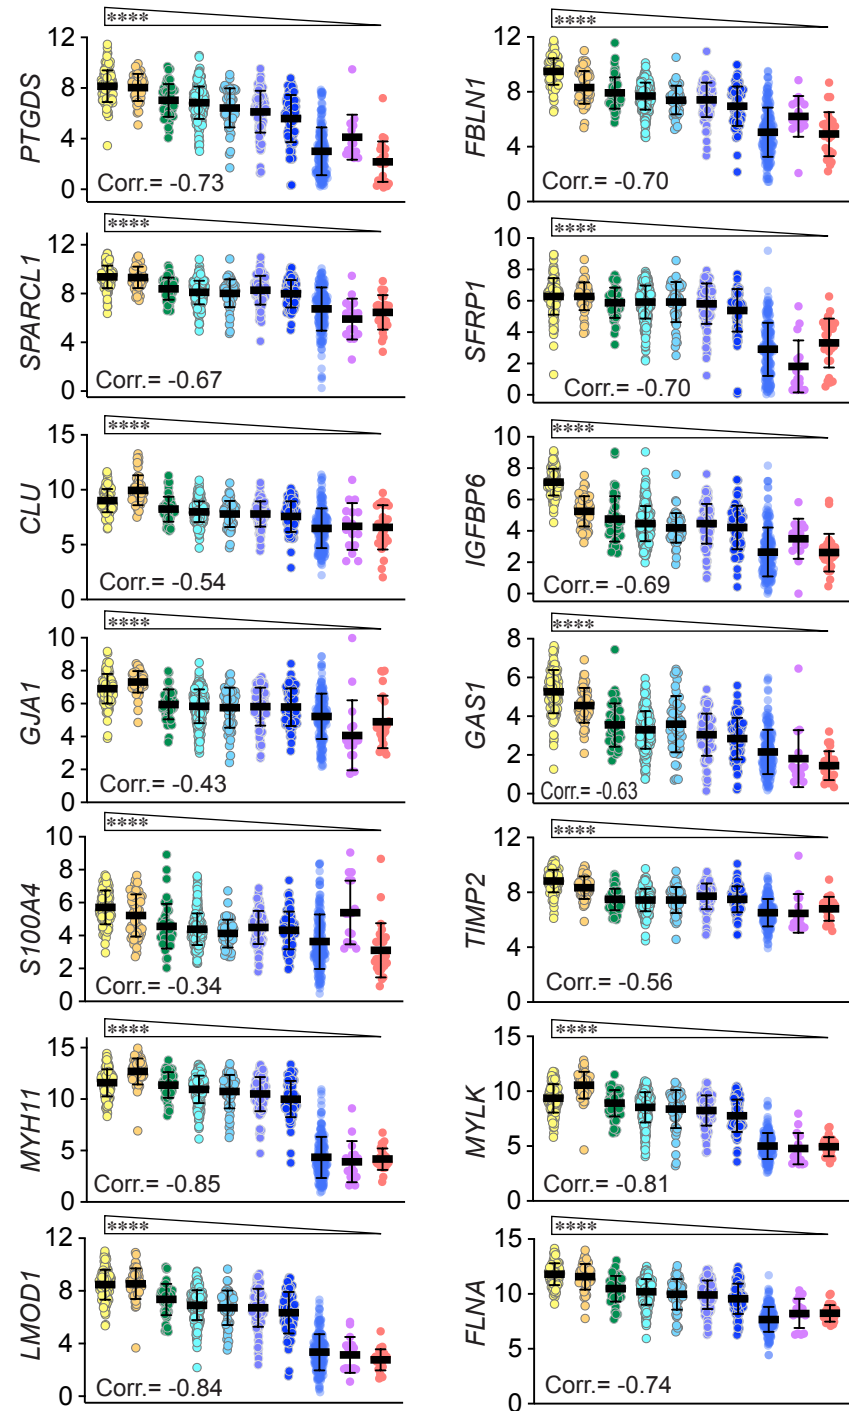 PTGDS
12
8
4
0
****
Corr.= -0.73
FBLN1
12
8
4
0
****
Corr.= -0.70
SPARCL1
12
8
4
0
****
Corr.= -0.67
SFRP1
10
8
6
4
2
0
****
Corr.= -0.70
CLU
15
10
5
0
****
Corr.= -0.54
IGFBP6
10
8
6
4
2
0
****
Corr.= -0.69
GJA1
10
8
6
4
2
0
****
Corr.= -0.43
GAS1
8
6
4
2
0
****
Corr.= -0.63
S100A4
10
8
6
4
2
0
****
Corr.= -0.34
TIMP2
12
8
4
0
****
Corr.= -0.56
MYH11
15
10
5
0
****
Corr.= -0.85
MYLK
15
10
5
0
****
Corr.= -0.81
LMOD1
12
8
4
0
****
Corr.= -0.84
FLNA
15
10
5
0
****
Corr.= -0.74